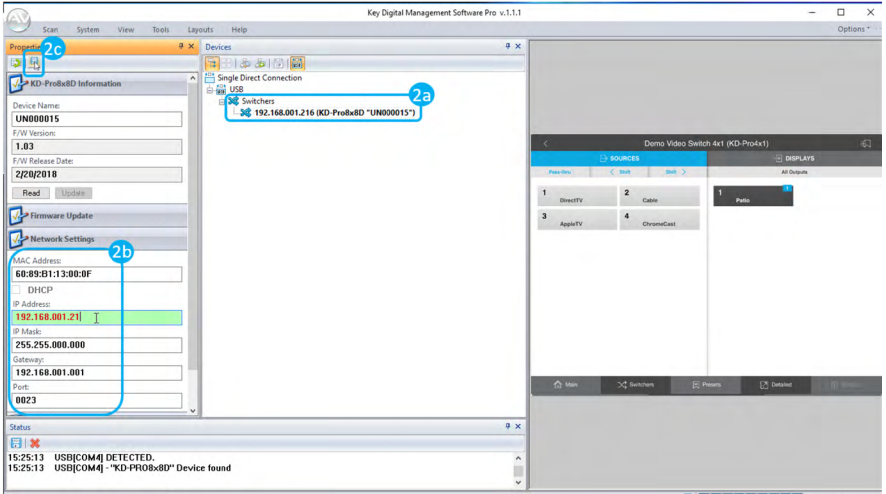 Key Digital Management Software Pro v.1.1.1
Scan System View Tools Layouts Help
Options
Properties
2c
KD-Pro8x8D Information
Device Name:
UN000015
F/W Version:
1.03
F/W Release Date:
2/20/2018
Read Update
Firmware Update
Network Settings
2b
MAC Address:
60:89:B1:13:00:0F
DHCP
IP Address:
192.168.001.21
IP Mask:
255.255.000.000
Gateway:
192.168.001.001
Port:
0023
Devices
Single Direct Connection
USB
Switchers
2a
192.168.001.216 (KD-Pro8x8D "UN000015")
Demo Video Switch 4x1 (KD-Pro4x1)
SOURCES DISPLAYS
Pass-thru < Shift Shift > All Outputs
1 DirectTV
2 Cable
3 AppleTV
4 ChromeCast
1 Patio
1
Main Switchers Presets Detailed
Status
15:25:13 USB[COM4] DETECTED.
15:25:13 USB[COM4] - "KD-PRO8x8D" Device found